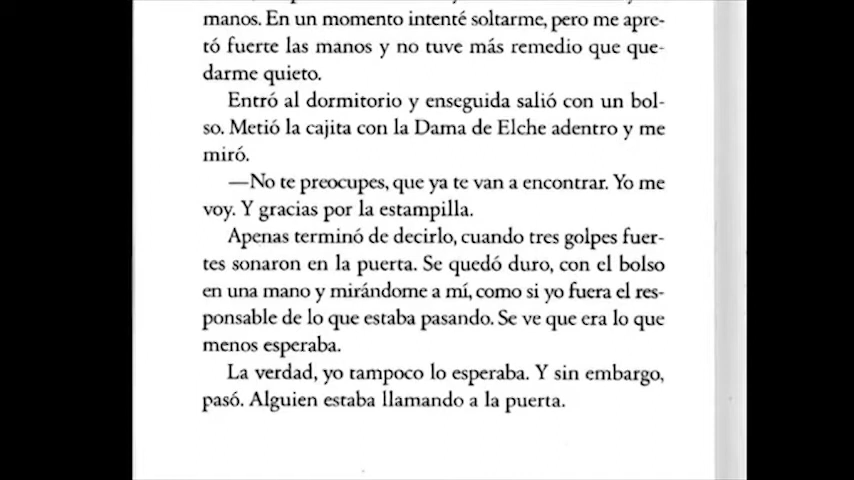 manos. En un momento intenté soltarme, pero me apre-
tó fuerte las manos y no tuve más remedio que que-
darme quieto.
Entró al dormitorio y enseguida salió con un bol-
so. Metió la cajita con la Dama de Elche adentro y me
miró.
—No te preocupes, que ya te van a encontrar. Yo me
voy. Y gracias por la estampilla.
Apenas terminó de decirlo, cuando tres golpes fuer-
tes sonaron en la puerta. Se quedó duro, con el bolso
en una mano y mirándome a mí, como si yo fuera el res-
ponsable de lo que estaba pasando. Se ve que era lo que
menos esperaba.
La verdad, yo tampoco lo esperaba. Y sin embargo,
pasó. Alguien estaba llamando a la puerta.